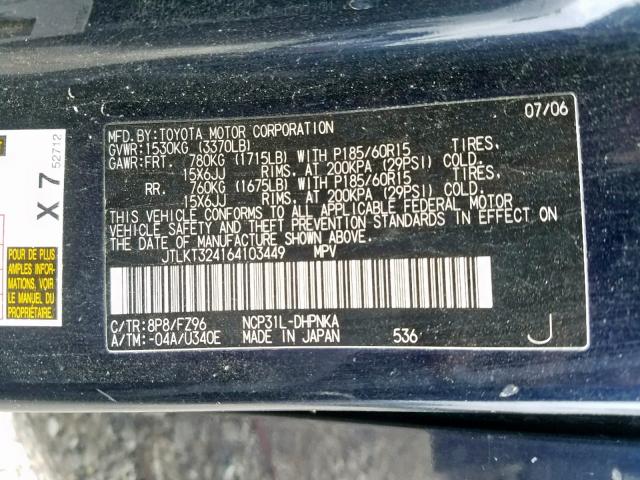 07/06
MFD. BY: TOYOTA MOTOR CORPORATION
GVWR: 1530KG (3370LB)
GAWR: FRT. 780KG (1715LB) WITH P185/60R15 TIRES,
15X6JJ RIMS, AT 200KPA (29PSI) COLD.
RR. 760KG (1675LB) WITH P185/60R15 TIRES,
15X6JJ RIMS, AT 200KPA (29PSI) COLD.
THIS VEHICLE CONFORMS TO ALL APPLICABLE FEDERAL MOTOR
VEHICLE SAFETY AND THEFT PREVENTION STANDARDS IN EFFECT ON
THE DATE OF MANUFACTURE SHOWN ABOVE.
JTLKT324164103449 MPV
C/TR: 8P8/FZ96 NCP31L-DHPNKA
A/TM: -04A/U340E MADE IN JAPAN 536 J
X 7
52712
POUR DE PLUS
AMPLES
INFORMATIONS,
VOIR LE MANUEL DU
PROPRIÉTAIRE.